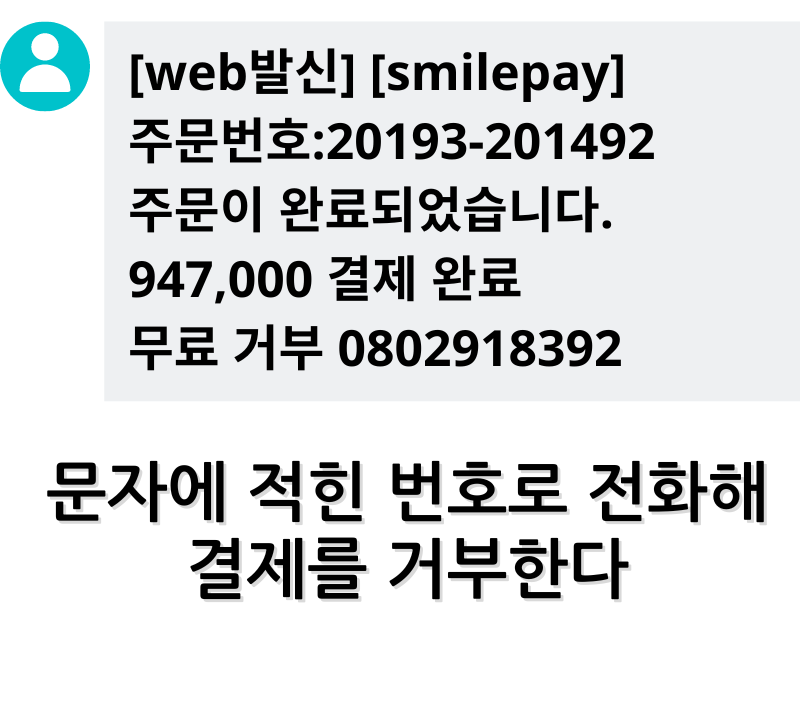 [web발신] [smilepay]
주문번호:20193-201492
주문이 완료되었습니다.
947,000 결제 완료
무료 거부 0802918392
문자에 적힌 번호로 전화해
결제를 거부한다